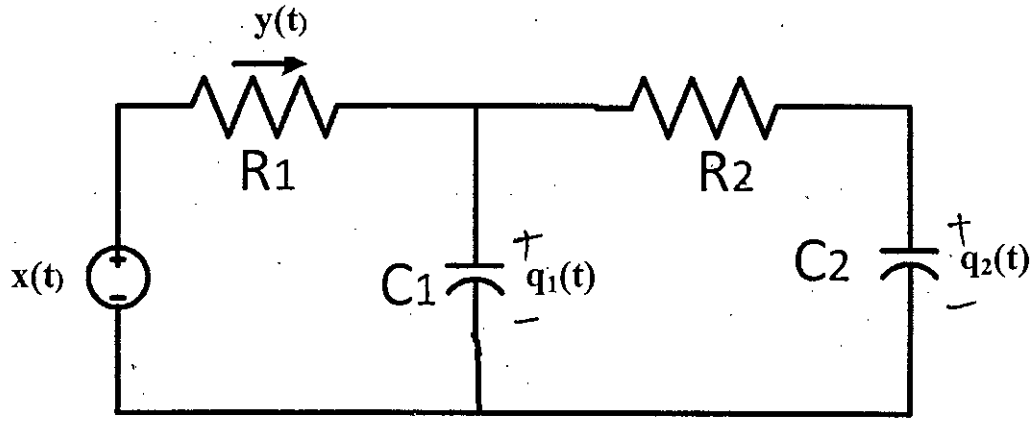 y(t)
R1
R2
x(t)
+
-
C1
+
q₁(t)
-
C2
+
q₂(t)
-